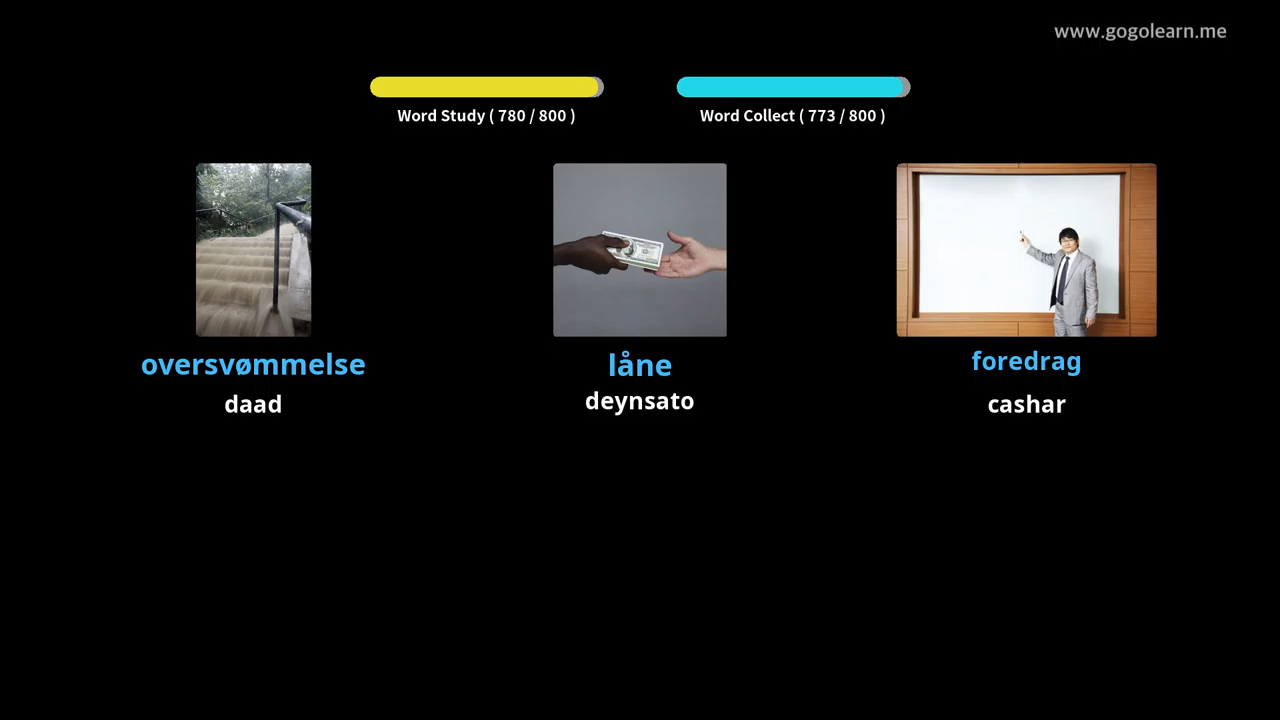 www.gogolearn.me
Word Study ( 780 / 800 )
Word Collect ( 773 / 800 )
oversvømmelse
daad
låne
deynsato
foredrag
cashar